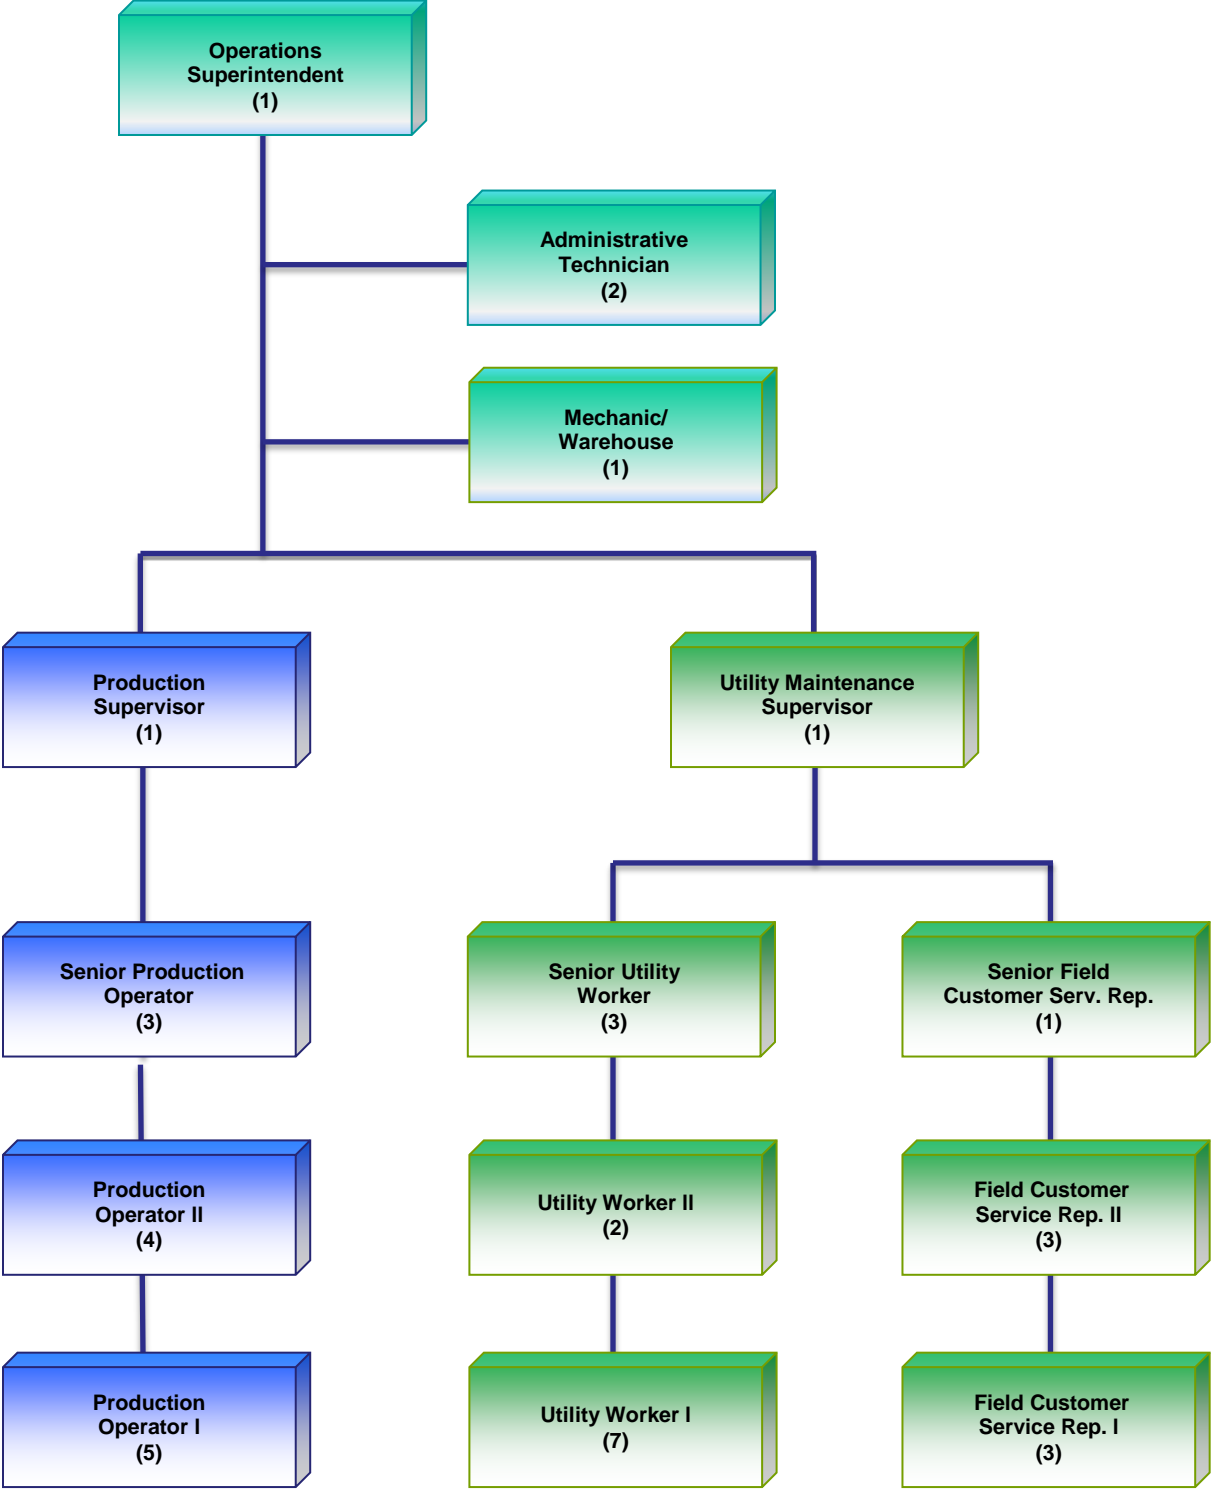 Operations
Superintendent
(1)
Administrative
Technician
(2)
Mechanic/
Warehouse
(1)
Production
Supervisor
(1)
Utility Maintenance
Supervisor
(1)
Senior Production
Operator
(3)
Senior Utility
Worker
(3)
Senior Field
Customer Serv. Rep.
(1)
Production
Operator II
(4)
Utility Worker II
(2)
Field Customer
Service Rep. II
(3)
Production
Operator I
(5)
Utility Worker I
(7)
Field Customer
Service Rep. I
(3)